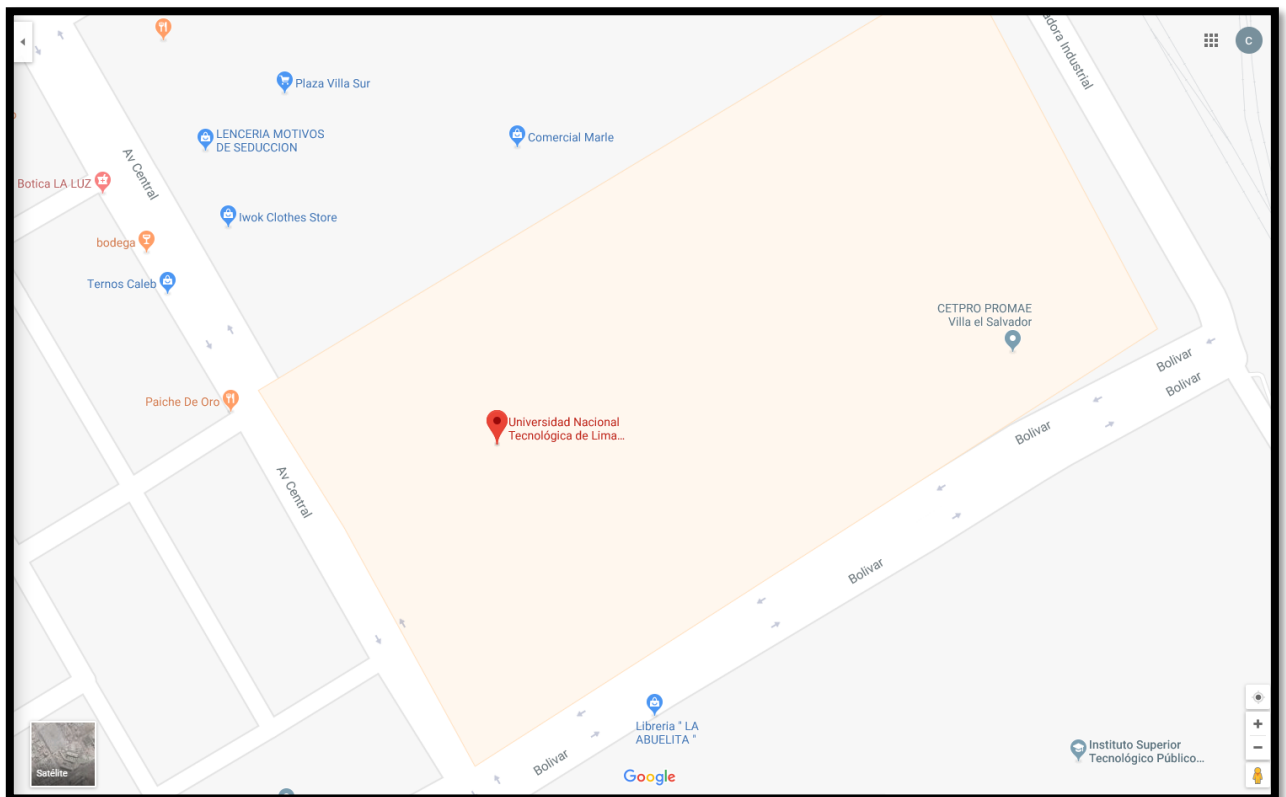 Plaza Villa Sur
LENCERIA MOTIVOS
DE SEDUCCION
Comercial Marle
dora Industrial
C
Av Central
Botica LA LUZ
Iwok Clothes Store
bodega
Ternos Caleb
CETPRO PROMAE
Villa el Salvador
Bolivar
Bolivar
Paiche De Oro
Universidad Nacional
Tecnológica de Lima...
Bolivar
Av Central
Bolivar
Libreria " LA
ABUELITA "
Instituto Superior
Tecnológico Público...
Bolivar
Satélite
Google